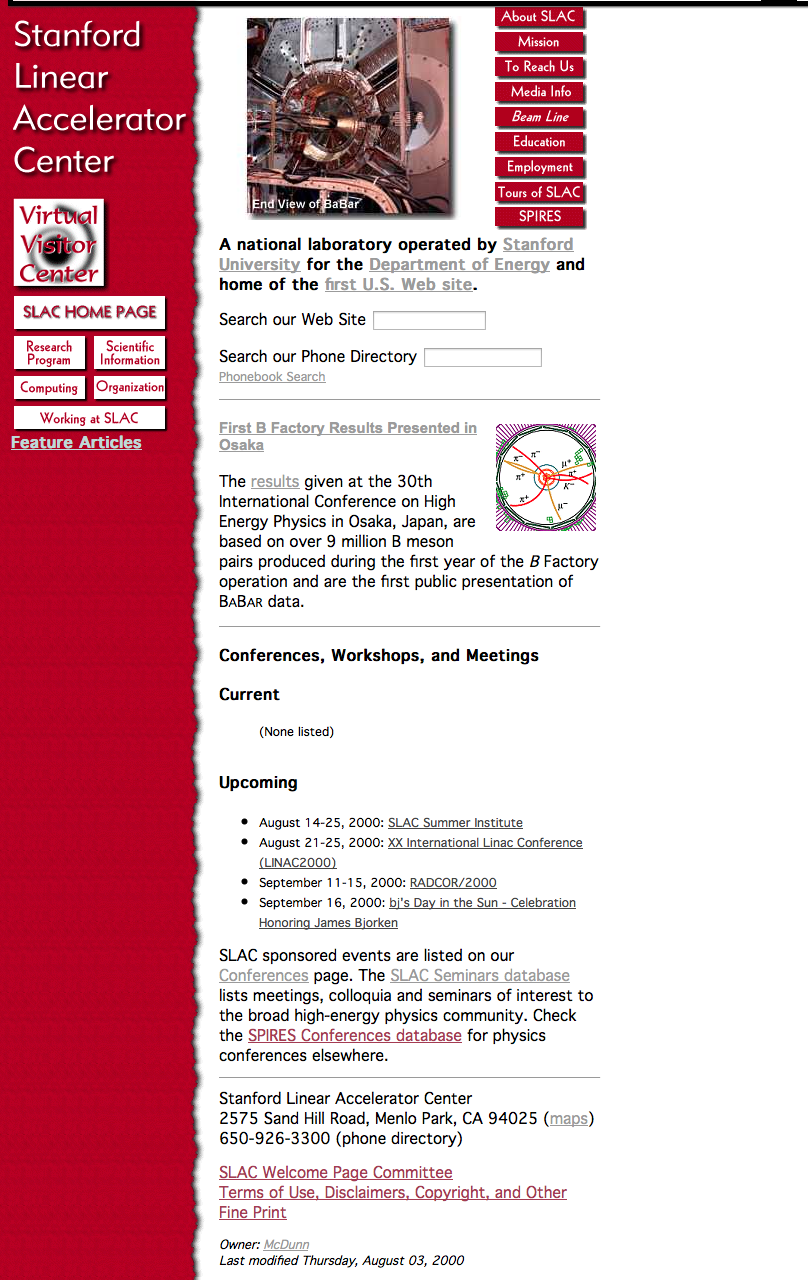 Stanford
Linear
Accelerator
Center
Virtual
Visitor
Center
SLAC HOME PAGE
Research
Program
Scientific
Information
Computing
Organization
Working at SLAC
Feature Articles
End View of BaBar
About SLAC
Mission
To Reach Us
Media Info
Beam Line
Education
Employment
Tours of SLAC
SPIRES
A national laboratory operated by Stanford
University for the Department of Energy and
home of the first U.S. Web site.
Search our Web Site
Search our Phone Directory
Phonebook Search
First B Factory Results Presented in
Osaka
π⁻ π⁻
μ⁺
π⁺ π⁺
K⁻
π⁺ μ⁻
The results given at the 30th
International Conference on High
Energy Physics in Osaka, Japan, are
based on over 9 million B meson
pairs produced during the first year of the B Factory
operation and are the first public presentation of
BABAR data.
Conferences, Workshops, and Meetings
Current
(None listed)
Upcoming
• August 14-25, 2000: SLAC Summer Institute
• August 21-25, 2000: XX International Linac Conference
(LINAC2000)
• September 11-15, 2000: RADCOR/2000
• September 16, 2000: bj's Day in the Sun - Celebration
Honoring James Bjorken
SLAC sponsored events are listed on our
Conferences page. The SLAC Seminars database
lists meetings, colloquia and seminars of interest to
the broad high-energy physics community. Check
the SPIRES Conferences database for physics
conferences elsewhere.
Stanford Linear Accelerator Center
2575 Sand Hill Road, Menlo Park, CA 94025 (maps)
650-926-3300 (phone directory)
SLAC Welcome Page Committee
Terms of Use, Disclaimers, Copyright, and Other
Fine Print
Owner: McDunn
Last modified Thursday, August 03, 2000